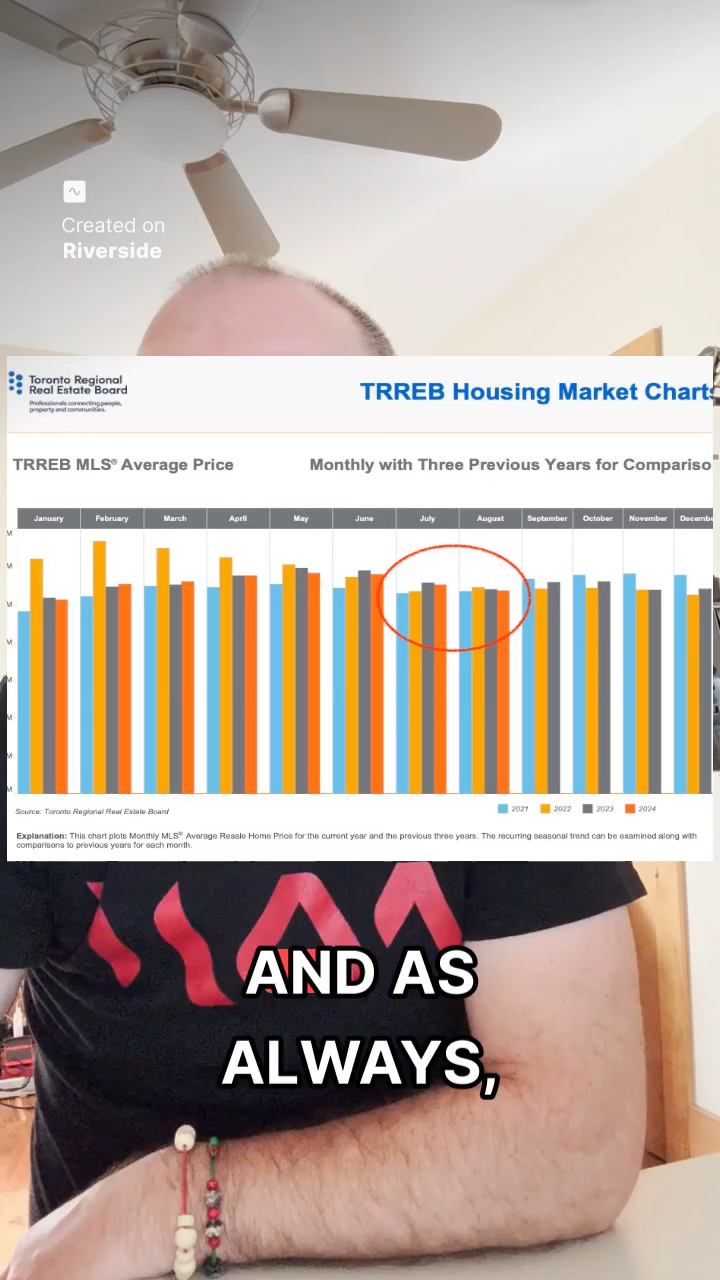 Created on
Riverside
Toronto Regional
Real Estate Board
Professionals connecting people,
property and communities.
TRREB Housing Market Charts
TRREB MLS® Average Price
Monthly with Three Previous Years for Compariso
January February March April May June July August September October November Decembe
M
M
M
M
M
M
M
Source: Toronto Regional Real Estate Board
2021 2022 2023 2024
Explanation: This chart plots Monthly MLS® Average Resale Home Price for the current year and the previous three years. The recurring seasonal trend can be examined along with
comparisons to previous years for each month.
AND AS
ALWAYS,